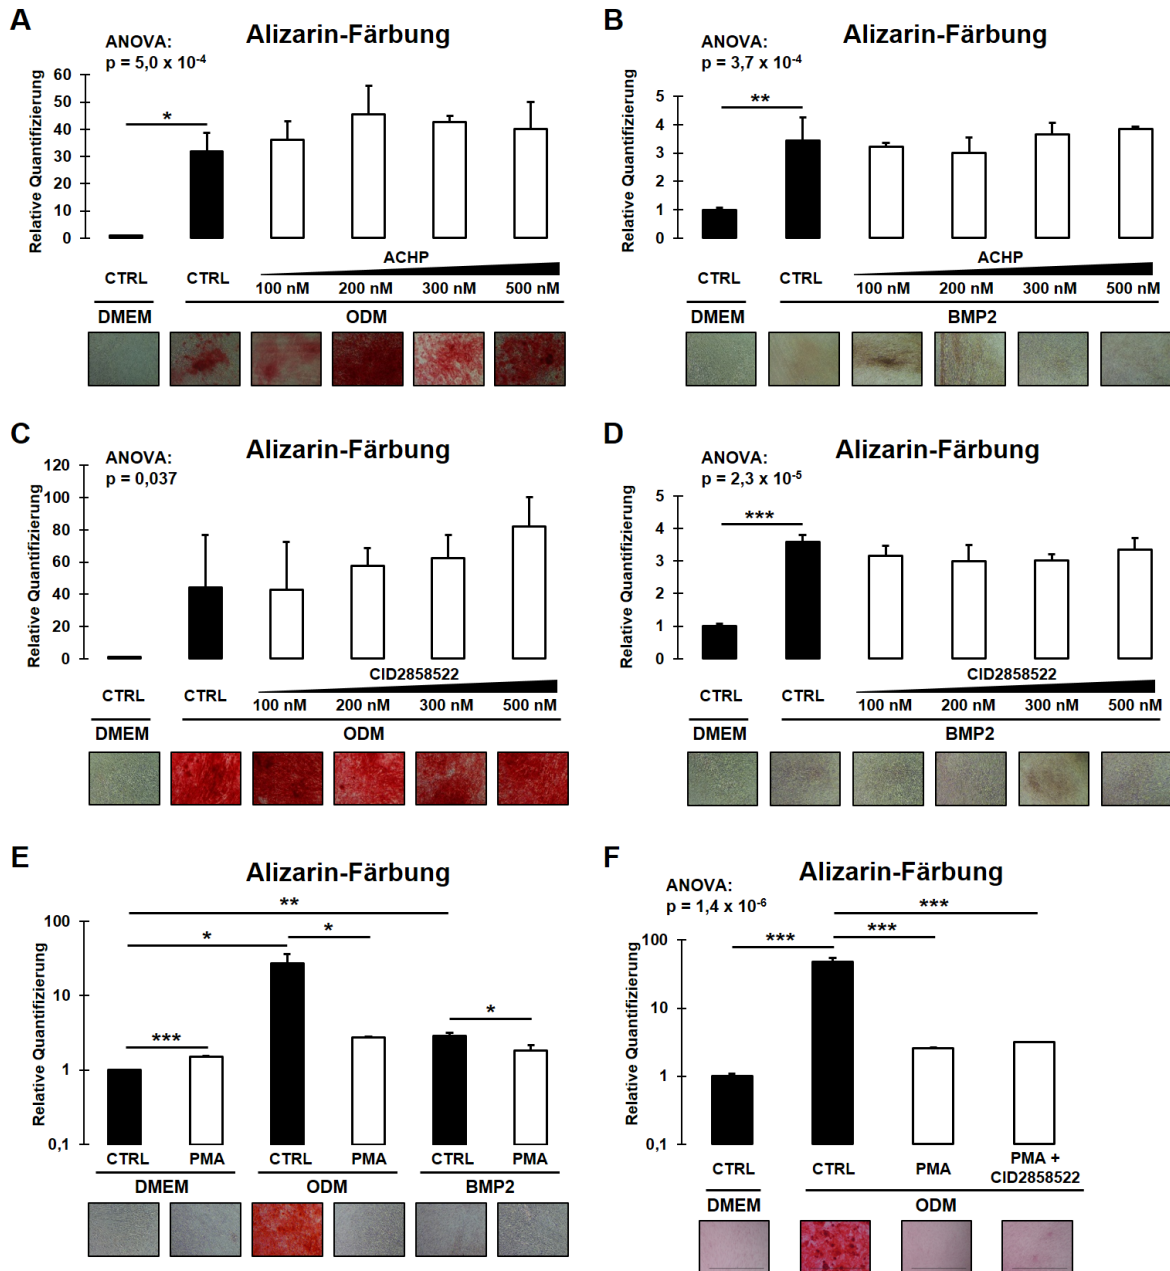 A
Alizarin-Färbung
ANOVA:
p = 5,0 x 10⁻⁴
Relative Quantifizierung
60
50
40
30
20
10
0
*
ACHP
CTRL CTRL 100 nM 200 nM 300 nM 500 nM
DMEM ODM
B
Alizarin-Färbung
ANOVA:
p = 3,7 x 10⁻⁴
Relative Quantifizierung
5
4
3
2
1
0
**
ACHP
CTRL CTRL 100 nM 200 nM 300 nM 500 nM
DMEM BMP2
C
Alizarin-Färbung
ANOVA:
p = 0,037
Relative Quantifizierung
120
100
80
60
40
20
0
CID2858522
CTRL CTRL 100 nM 200 nM 300 nM 500 nM
DMEM ODM
D
Alizarin-Färbung
ANOVA:
p = 2,3 x 10⁻⁵
Relative Quantifizierung
5
4
3
2
1
0
***
CID2858522
CTRL CTRL 100 nM 200 nM 300 nM 500 nM
DMEM BMP2
E
Alizarin-Färbung
Relative Quantifizierung
100
10
1
0,1
**
* *
*
***
CTRL PMA CTRL PMA CTRL PMA
DMEM ODM BMP2
F
Alizarin-Färbung
ANOVA:
p = 1,4 x 10⁻⁶
Relative Quantifizierung
100
10
1
0,1
***
*** ***
CTRL CTRL PMA PMA +
CID2858522
DMEM ODM